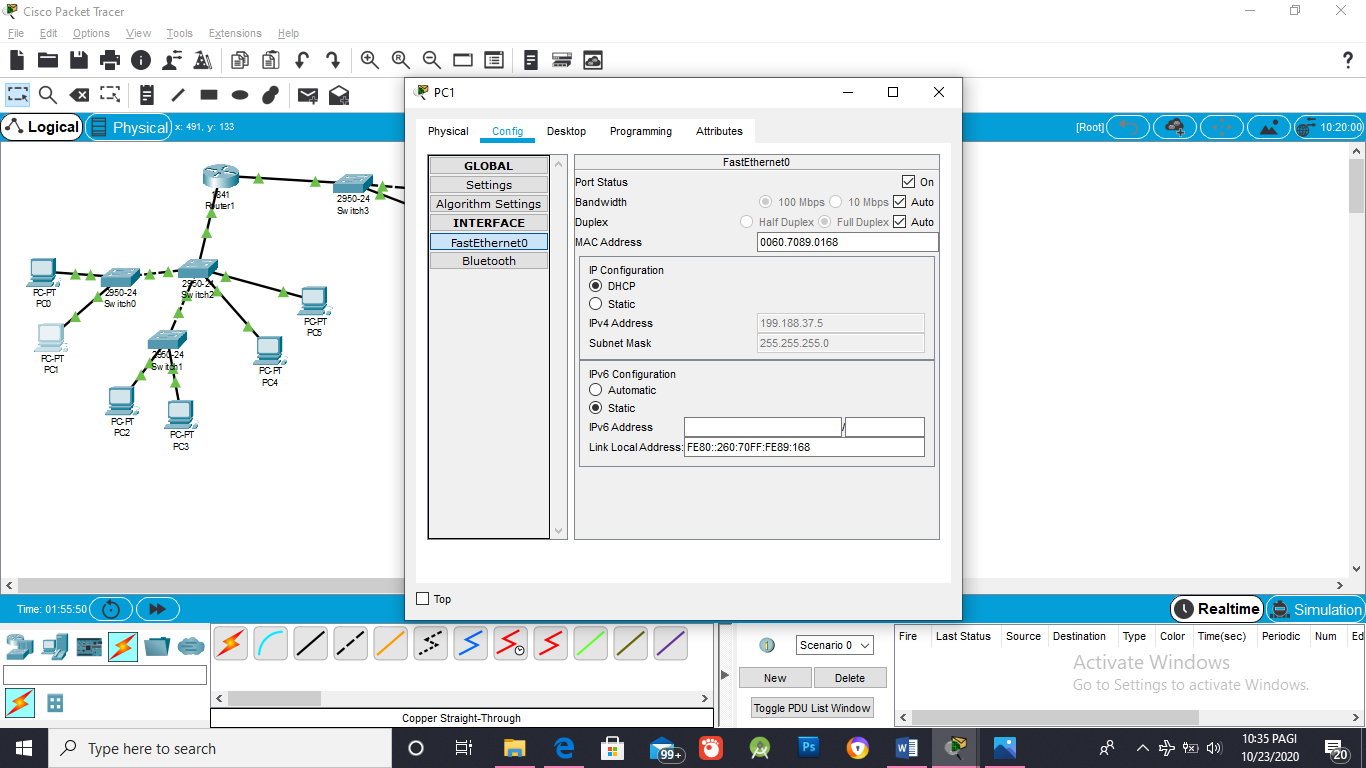 Cisco Packet Tracer
File Edit Options View Tools Extensions Help
?
Logical Physical x: 491, y: 133
[Root] 10:20:00
1841
Router1
2950-24
Switch3
PC-PT
PC0
2950-24
Switch0
2950-24
Switch2
PC-PT
PC5
PC-PT
PC1
2950-24
Switch1
PC-PT
PC4
PC-PT
PC2
PC-PT
PC3
PC1
Physical Config Desktop Programming Attributes
GLOBAL
Settings
Algorithm Settings
INTERFACE
FastEthernet0
Bluetooth
FastEthernet0
Port Status On
Bandwidth 100 Mbps 10 Mbps Auto
Duplex Half Duplex Full Duplex Auto
MAC Address 0060.7089.0168
IP Configuration
DHCP
Static
IPv4 Address 199.188.37.5
Subnet Mask 255.255.255.0
IPv6 Configuration
Automatic
Static
IPv6 Address /
Link Local Address: FE80::260:70FF:FE89:168
Top
Time: 01:55:50
Realtime Simulation
Copper Straight-Through
Scenario 0
New Delete
Toggle PDU List Window
Fire Last Status Source Destination Type Color Time(sec) Periodic Num Ed
Activate Windows
Go to Settings to activate Windows.
Type here to search
99+
Ps
W
10:35 PAGI
10/23/2020
20